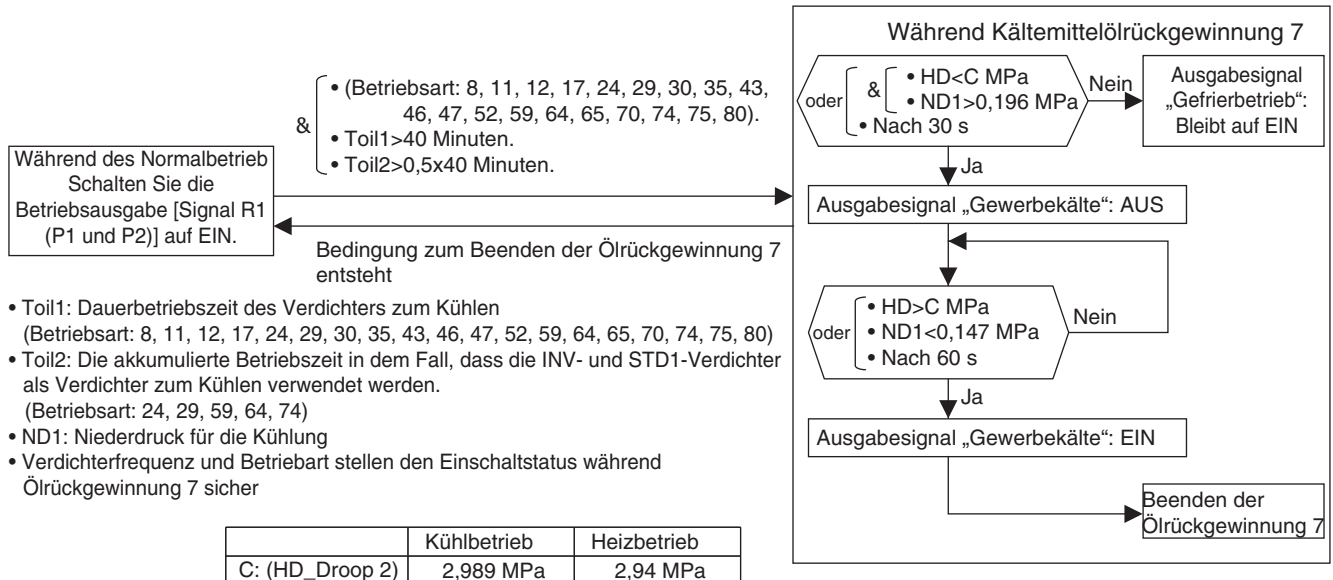 Während Kältemittelölrückgewinnung 7
& • (Betriebsart: 8, 11, 12, 17, 24, 29, 30, 35, 43,
46, 47, 52, 59, 64, 65, 70, 74, 75, 80).
• Toil1>40 Minuten.
• Toil2>0,5x40 Minuten.
Während des Normalbetrieb
Schalten Sie die
Betriebsausgabe [Signal R1
(P1 und P2)] auf EIN.
Bedingung zum Beenden der Ölrückgewinnung 7
entsteht
oder & • HD<C MPa
• ND1>0,196 MPa
• Nach 30 s
Nein
Ausgabesignal
„Gefrierbetrieb“:
Bleibt auf EIN
Ja
Ausgabesignal „Gewerbekälte“: AUS
oder • HD>C MPa
• ND1<0,147 MPa
• Nach 60 s
Nein
Ja
Ausgabesignal „Gewerbekälte“: EIN
Beenden der
Ölrückgewinnung 7
• Toil1: Dauerbetriebszeit des Verdichters zum Kühlen
(Betriebsart: 8, 11, 12, 17, 24, 29, 30, 35, 43, 46, 47, 52, 59, 64, 65, 70, 74, 75, 80)
• Toil2: Die akkumulierte Betriebszeit in dem Fall, dass die INV- und STD1-Verdichter
als Verdichter zum Kühlen verwendet werden.
(Betriebsart: 24, 29, 59, 64, 74)
• ND1: Niederdruck für die Kühlung
• Verdichterfrequenz und Betriebart stellen den Einschaltstatus während
Ölrückgewinnung 7 sicher
Kühlbetrieb Heizbetrieb
C: (HD_Droop 2) 2,989 MPa 2,94 MPa